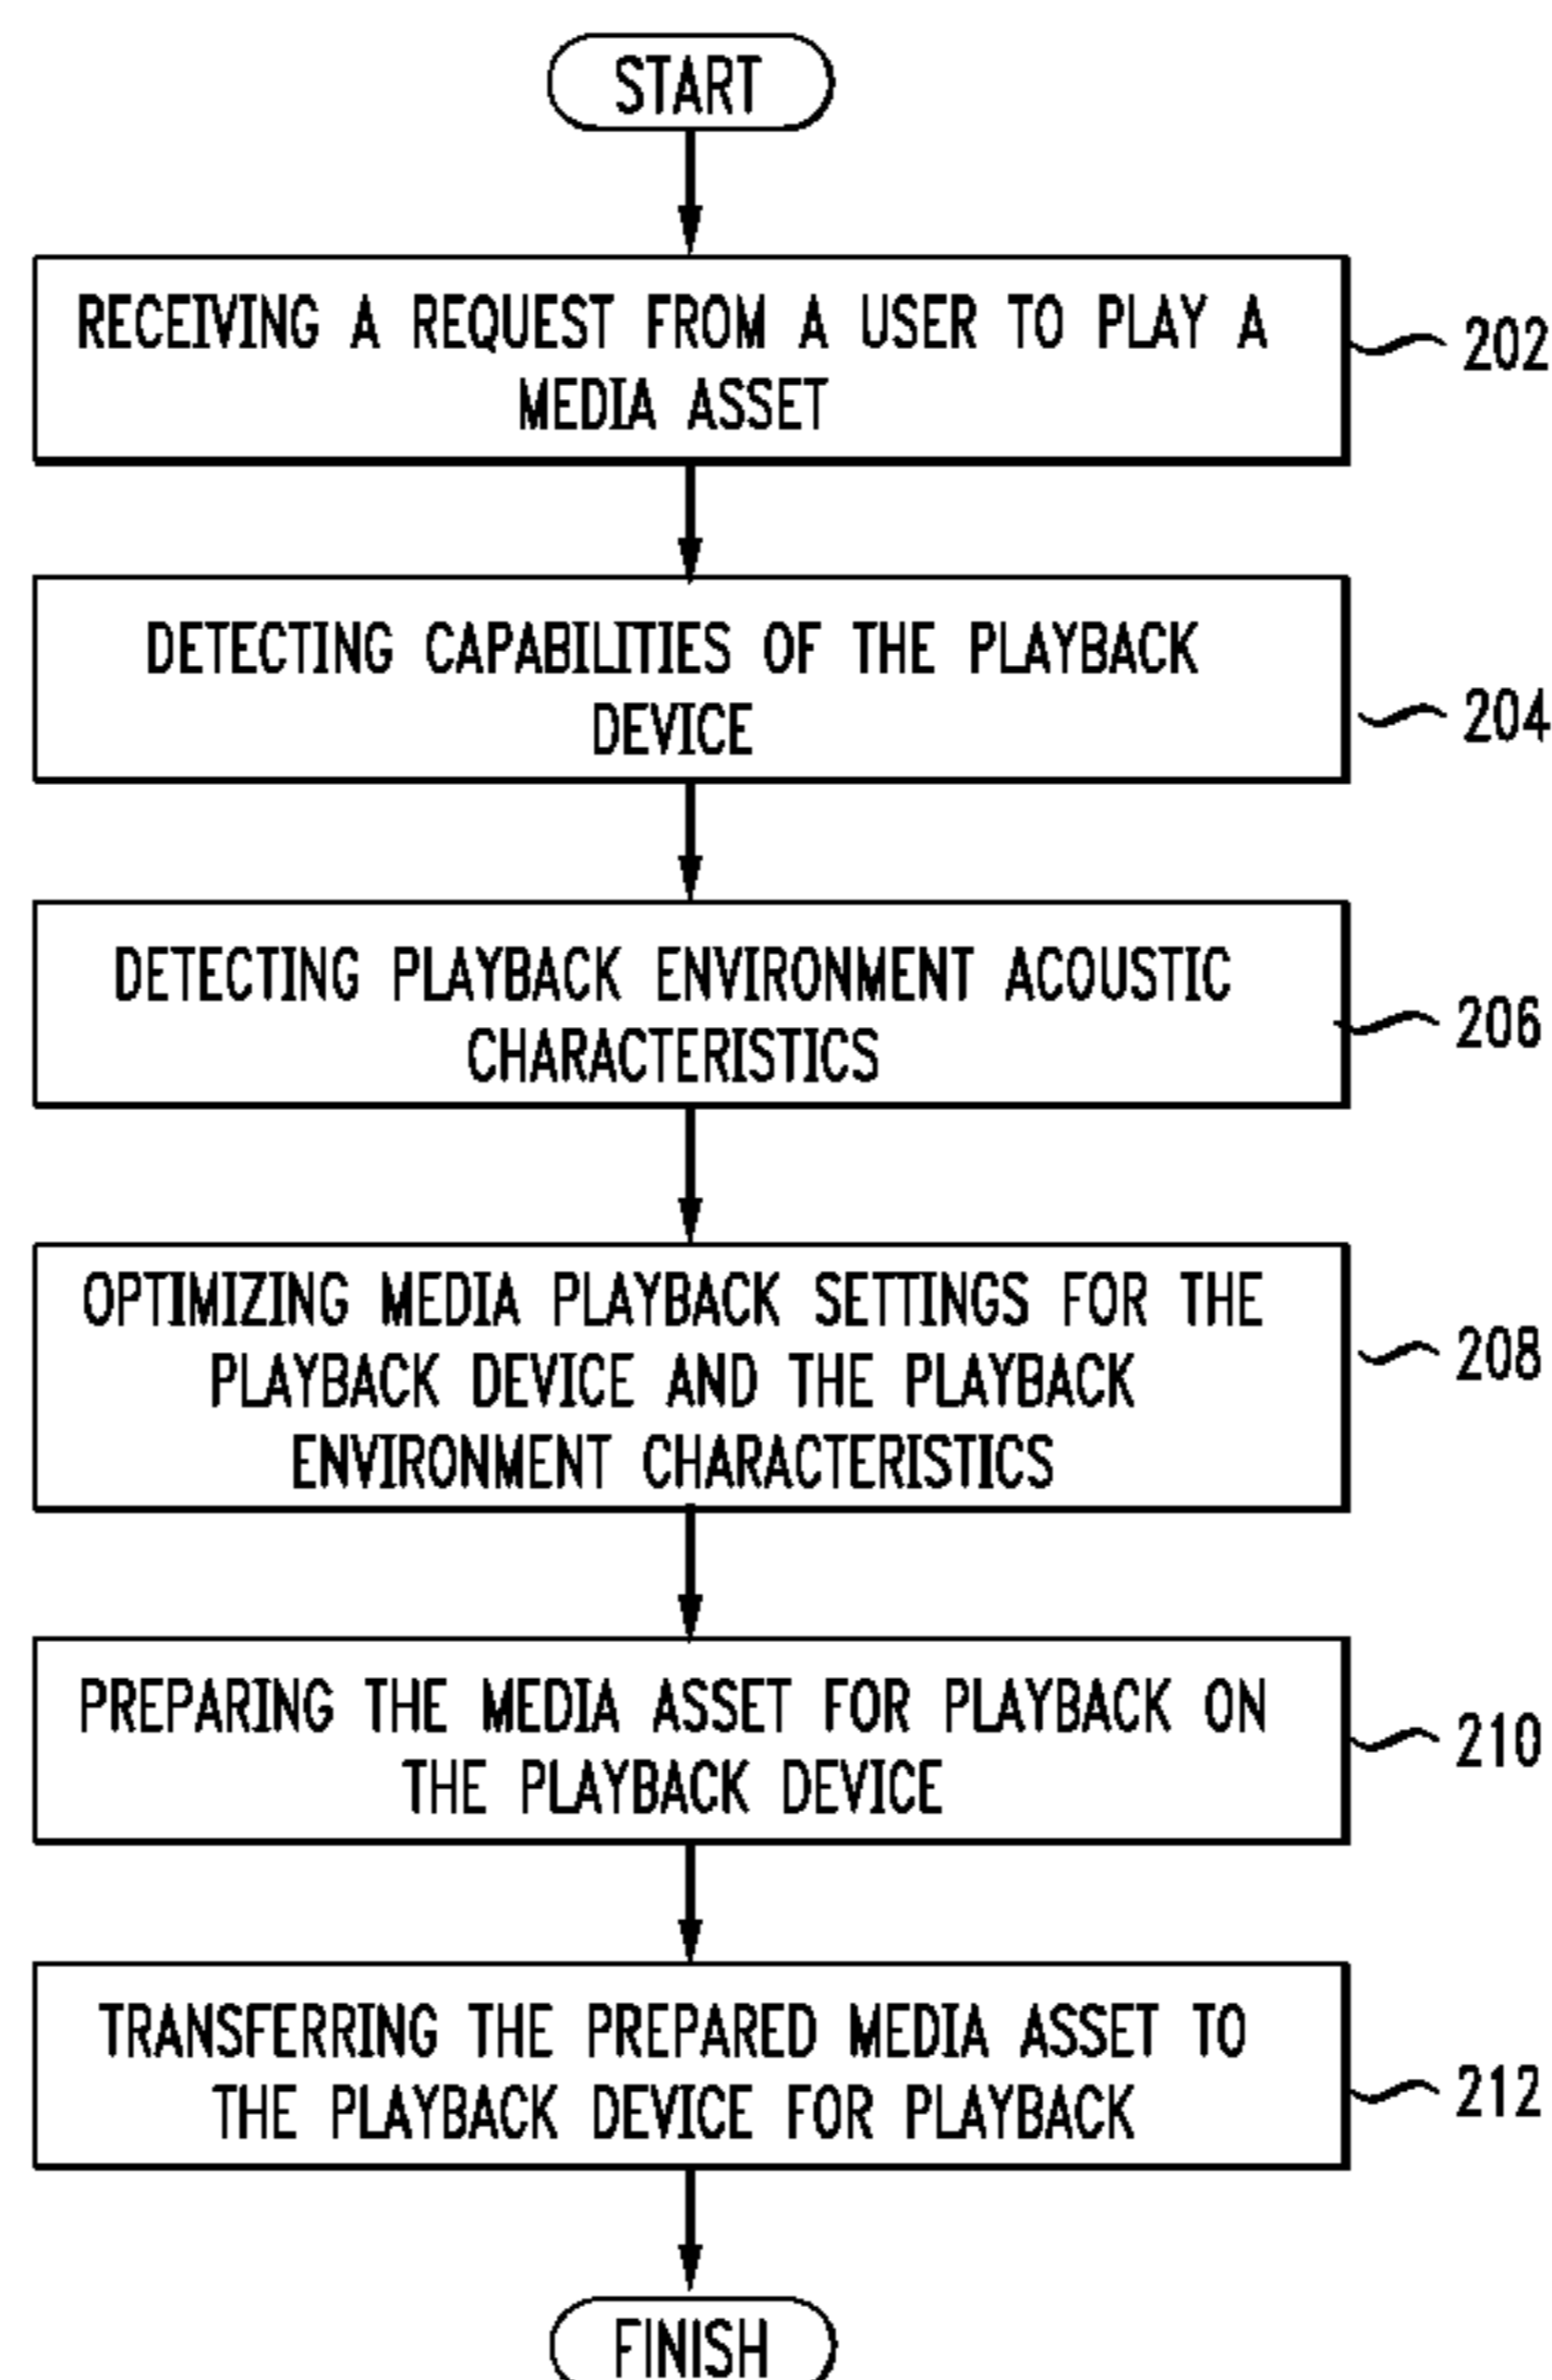 START
RECEIVING A REQUEST FROM A USER TO PLAY A
MEDIA ASSET
202
DETECTING CAPABILITIES OF THE PLAYBACK
DEVICE
204
DETECTING PLAYBACK ENVIRONMENT ACOUSTIC
CHARACTERISTICS
206
OPTIMIZING MEDIA PLAYBACK SETTINGS FOR THE
PLAYBACK DEVICE AND THE PLAYBACK
ENVIRONMENT CHARACTERISTICS
208
PREPARING THE MEDIA ASSET FOR PLAYBACK ON
THE PLAYBACK DEVICE
210
TRANSFERRING THE PREPARED MEDIA ASSET TO
THE PLAYBACK DEVICE FOR PLAYBACK
212
FINISH